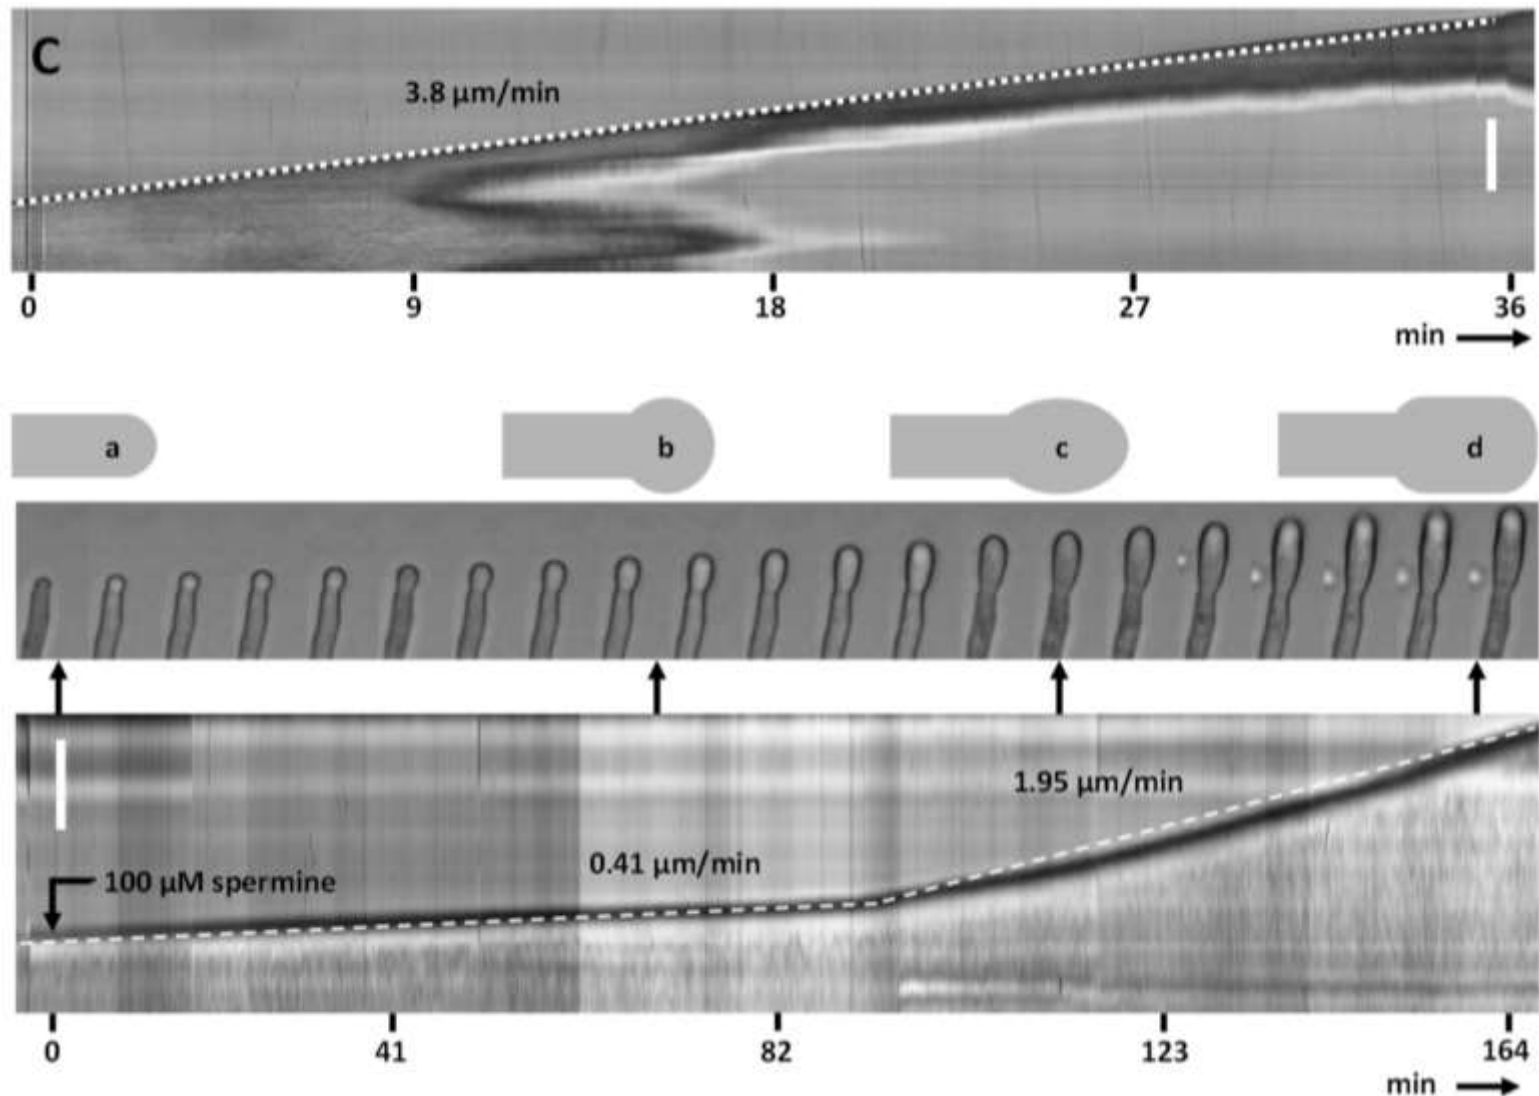 C
3.8 µm/min
0 9 18 27 36
min
a b c d
1.95 µm/min
0.41 µm/min
100 µM spermine
0 41 82 123 164
min